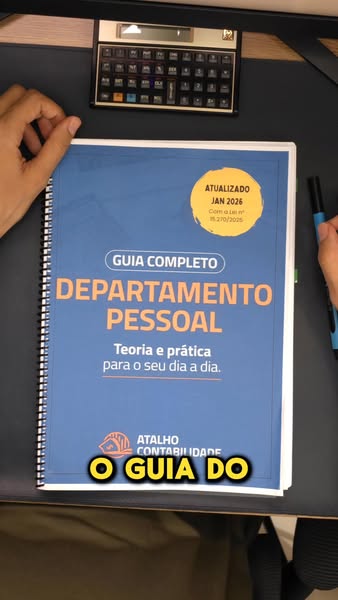 ATUALIZADO
JAN 2026
Com a Lei nº
15.270/2025
GUIA COMPLETO
DEPARTAMENTO
PESSOAL
Teoria e prática
para o seu dia a dia.
ATALHO
CONTABILIDADE
O GUIA DO